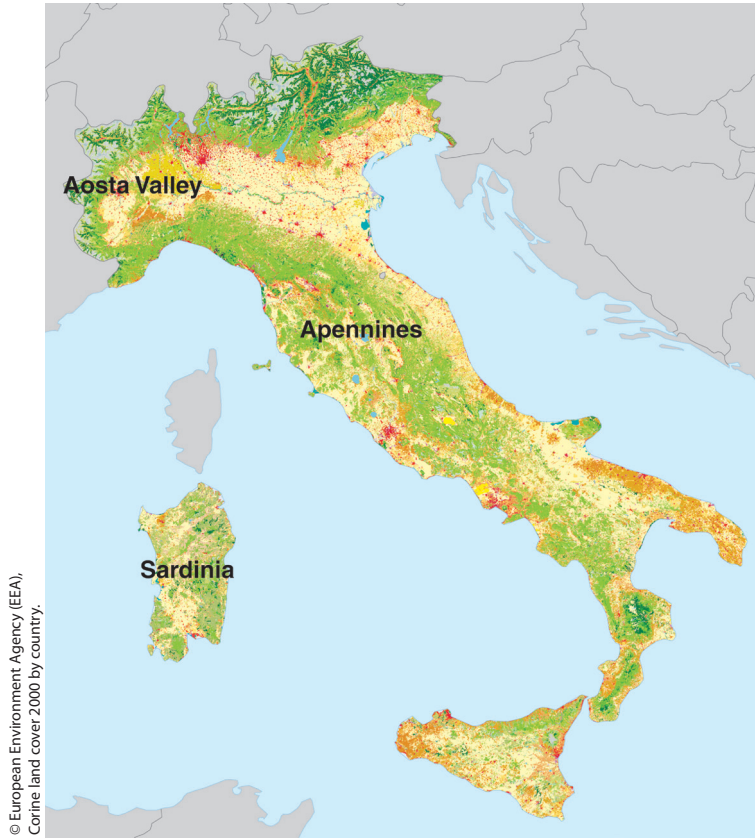 Aosta Valley
Apennines
Sardinia
© European Environment Agency (EEA),
Corine land cover 2000 by country.